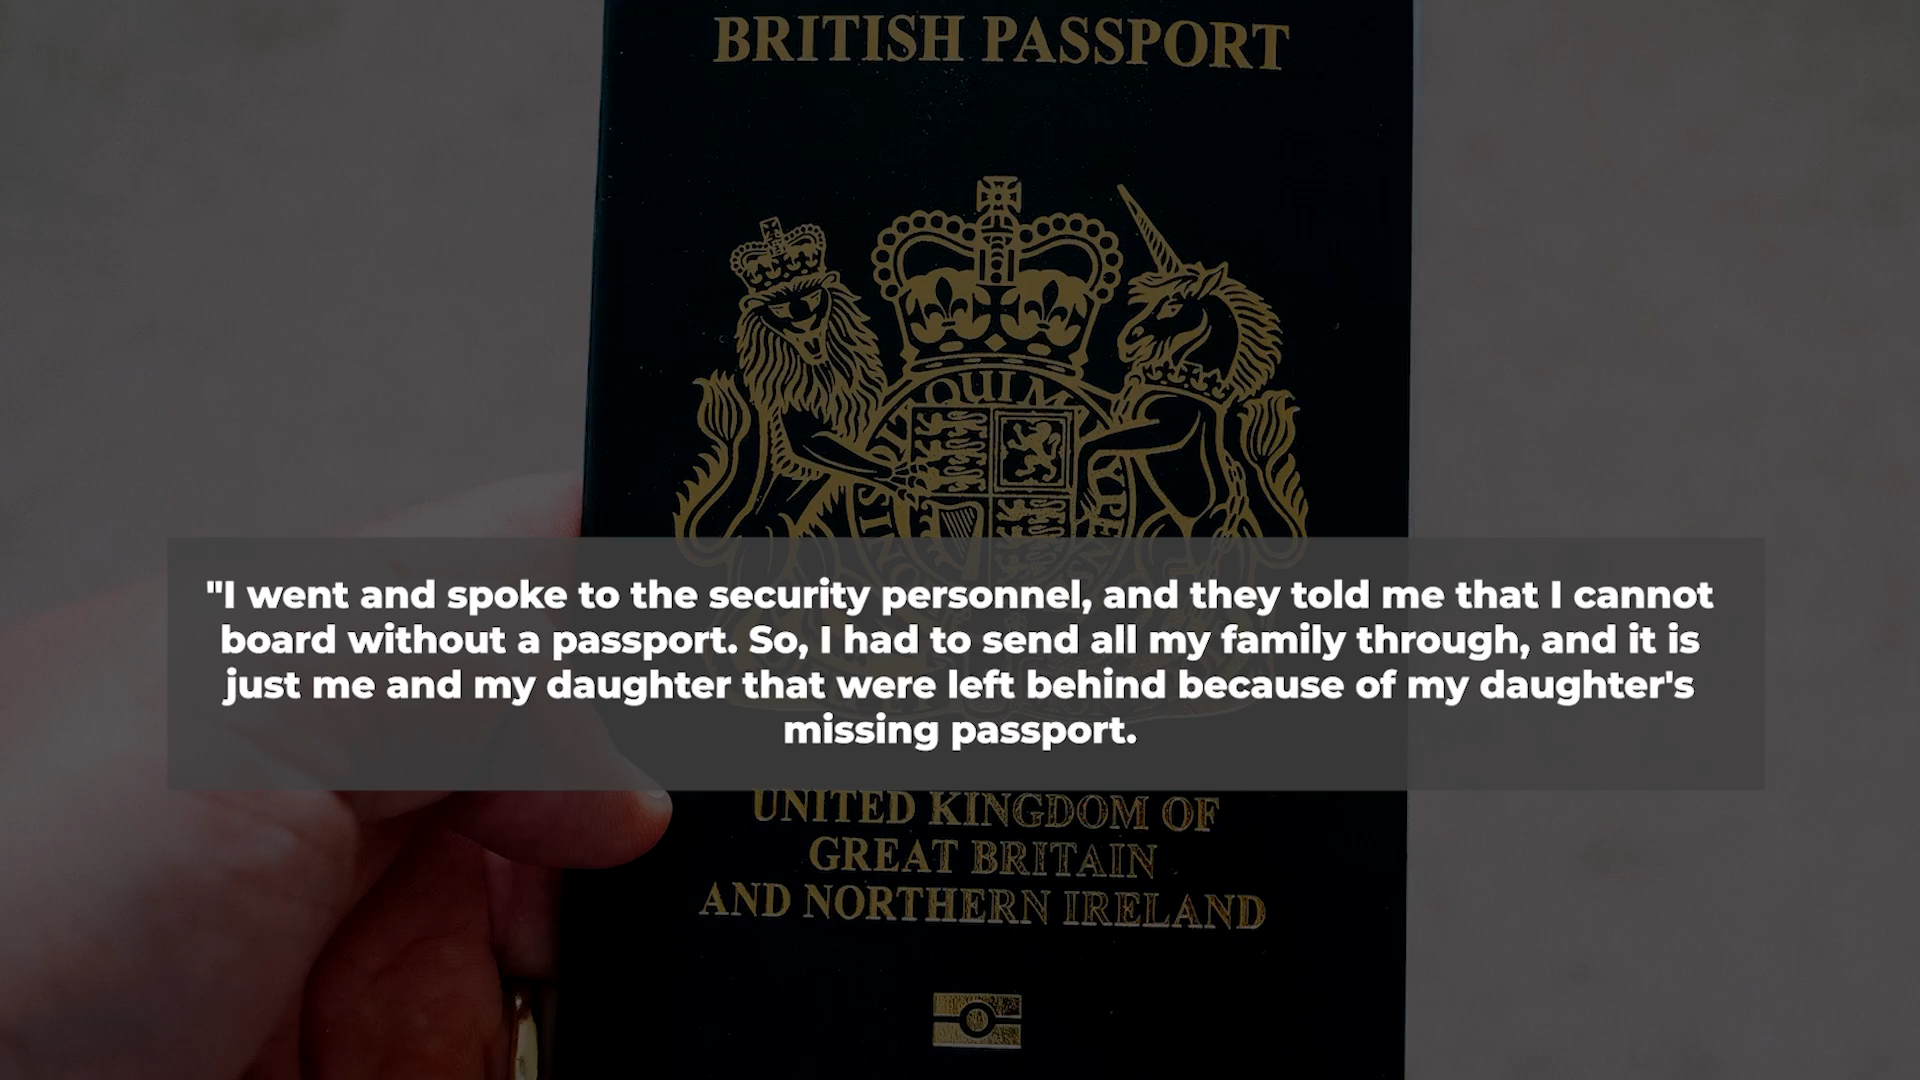 BRITISH PASSPORT
QUI M
"I went and spoke to the security personnel, and they told me that I cannot
board without a passport. So, I had to send all my family through, and it is
just me and my daughter that were left behind because of my daughter's
missing passport.
UNITED KINGDOM OF
GREAT BRITAIN
AND NORTHERN IRELAND